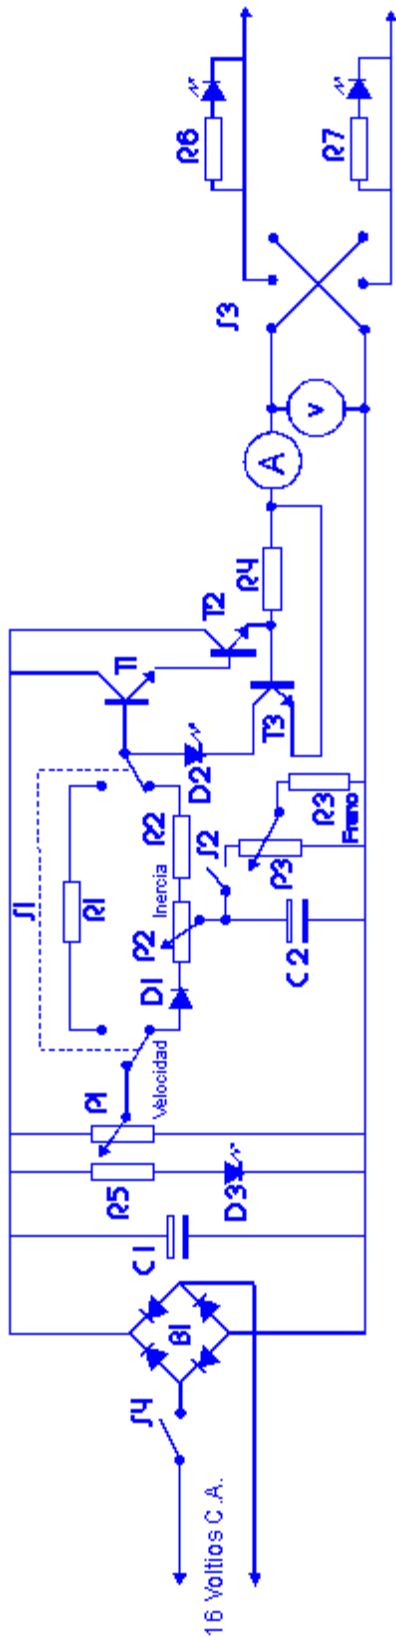 16 Voltios C.A.
S4
B1
C1
R5
D3
P1
Velocidad
S1
R1
D1
P2
Inercia
R2
C2
S2
P3
R3
Freno
D2
T1
T2
T3
R4
A
V
S3
R6
R7